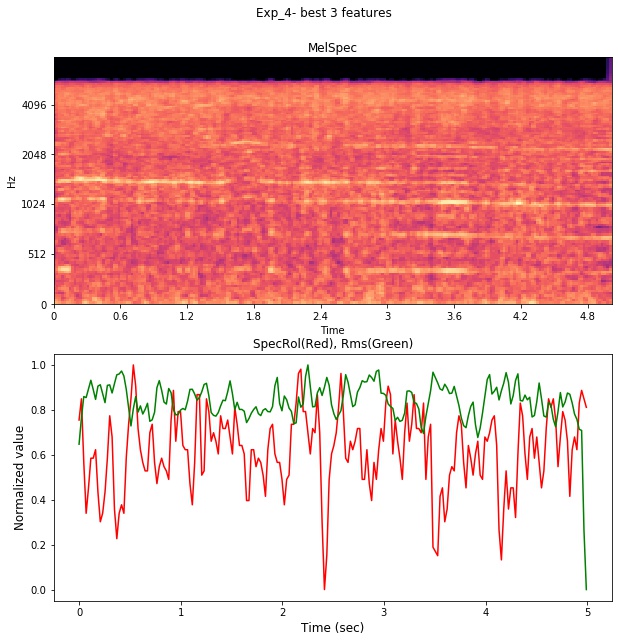 Exp_4- best 3 features
MelSpec
4096
2048
1024
512
0
Hz
0 0.6 1.2 1.8 2.4 3 3.6 4.2 4.8
Time
SpecRol(Red), Rms(Green)
1.0
0.8
0.6
0.4
0.2
0.0
Normalized value
0 1 2 3 4 5
Time (sec)